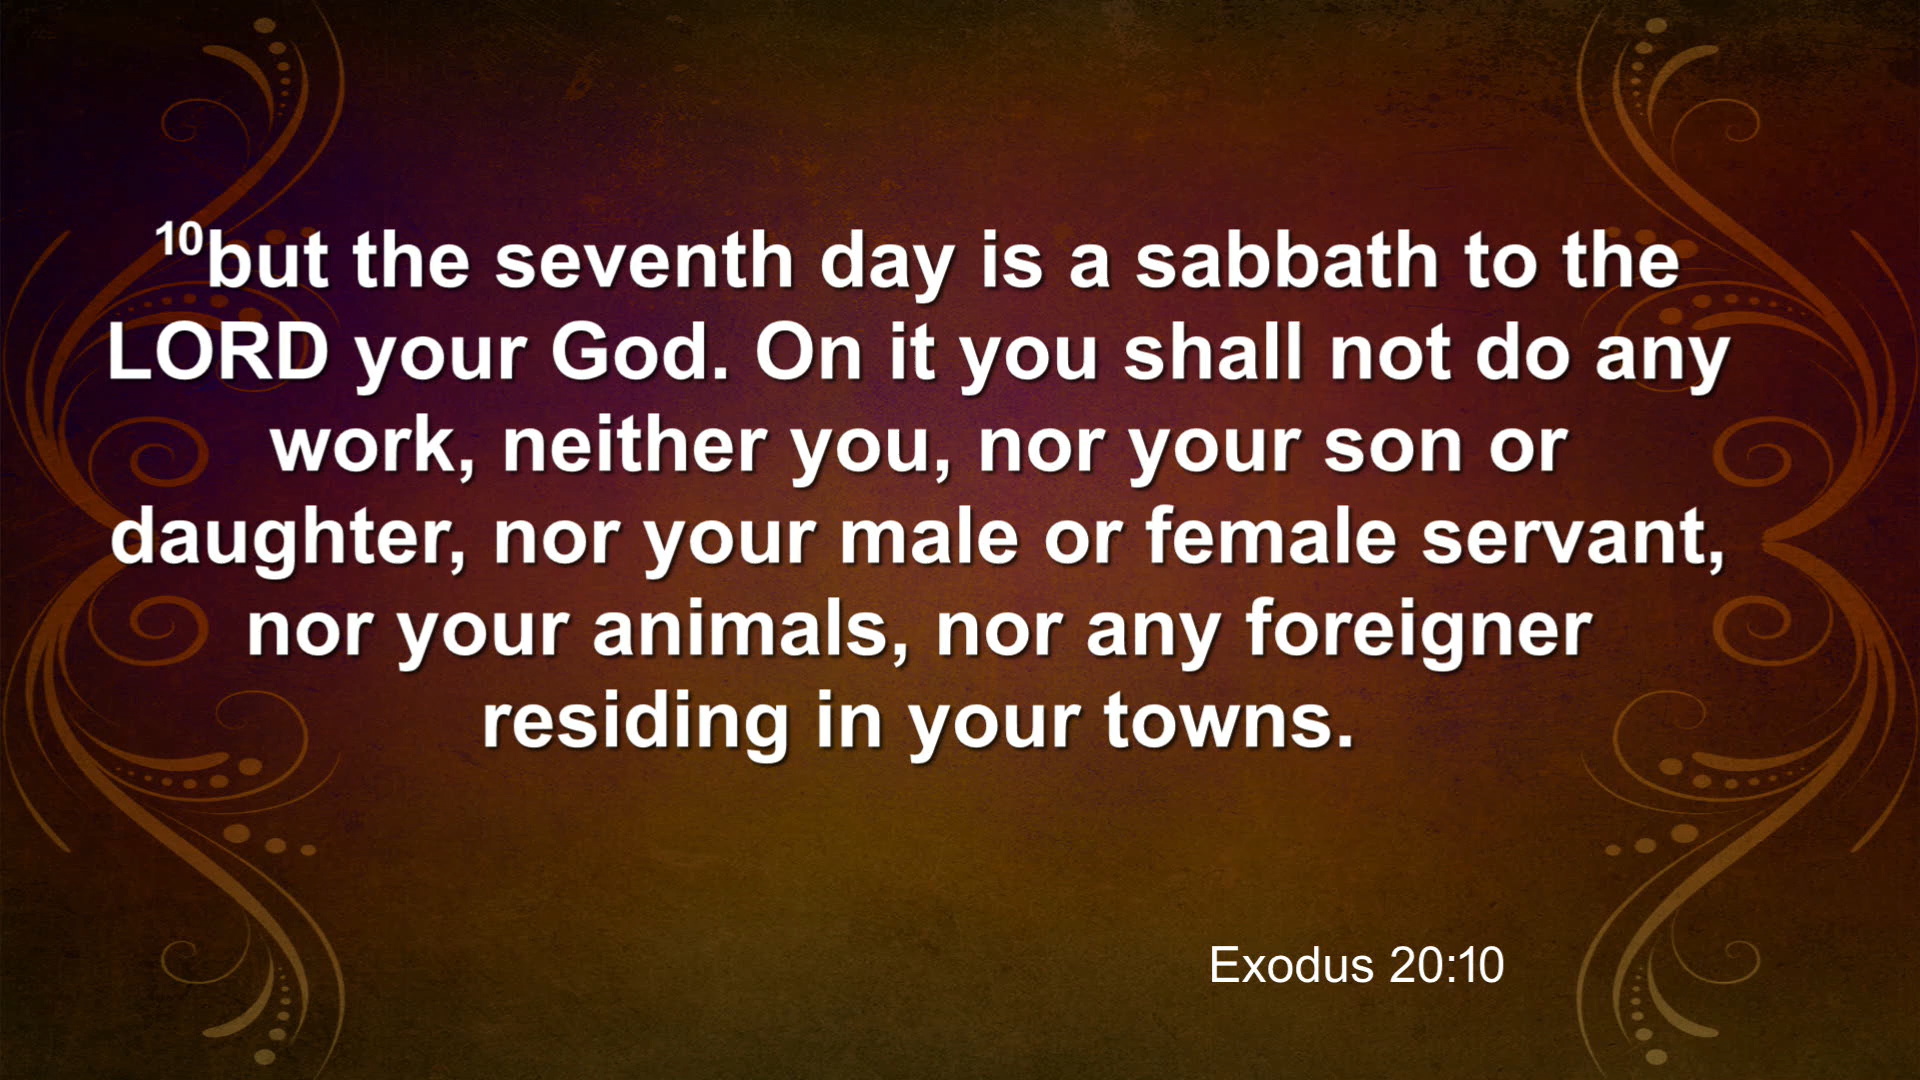 10but the seventh day is a sabbath to the
LORD your God. On it you shall not do any
work, neither you, nor your son or
daughter, nor your male or female servant,
nor your animals, nor any foreigner
residing in your towns.
Exodus 20:10